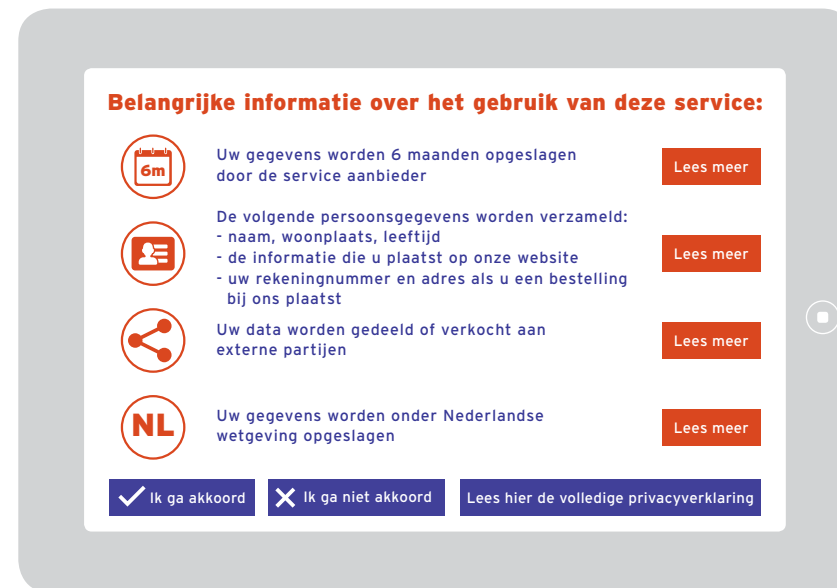 Belangrijke informatie over het gebruik van deze service:
6m
Uw gegevens worden 6 maanden opgeslagen
door de service aanbieder
Lees meer
De volgende persoonsgegevens worden verzameld:
- naam, woonplaats, leeftijd
- de informatie die u plaatst op onze website
- uw rekeningnummer en adres als u een bestelling
bij ons plaatst
Lees meer
Uw data worden gedeeld of verkocht aan
externe partijen
Lees meer
NL
Uw gegevens worden onder Nederlandse
wetgeving opgeslagen
Lees meer
Ik ga akkoord
Ik ga niet akkoord
Lees hier de volledige privacyverklaring